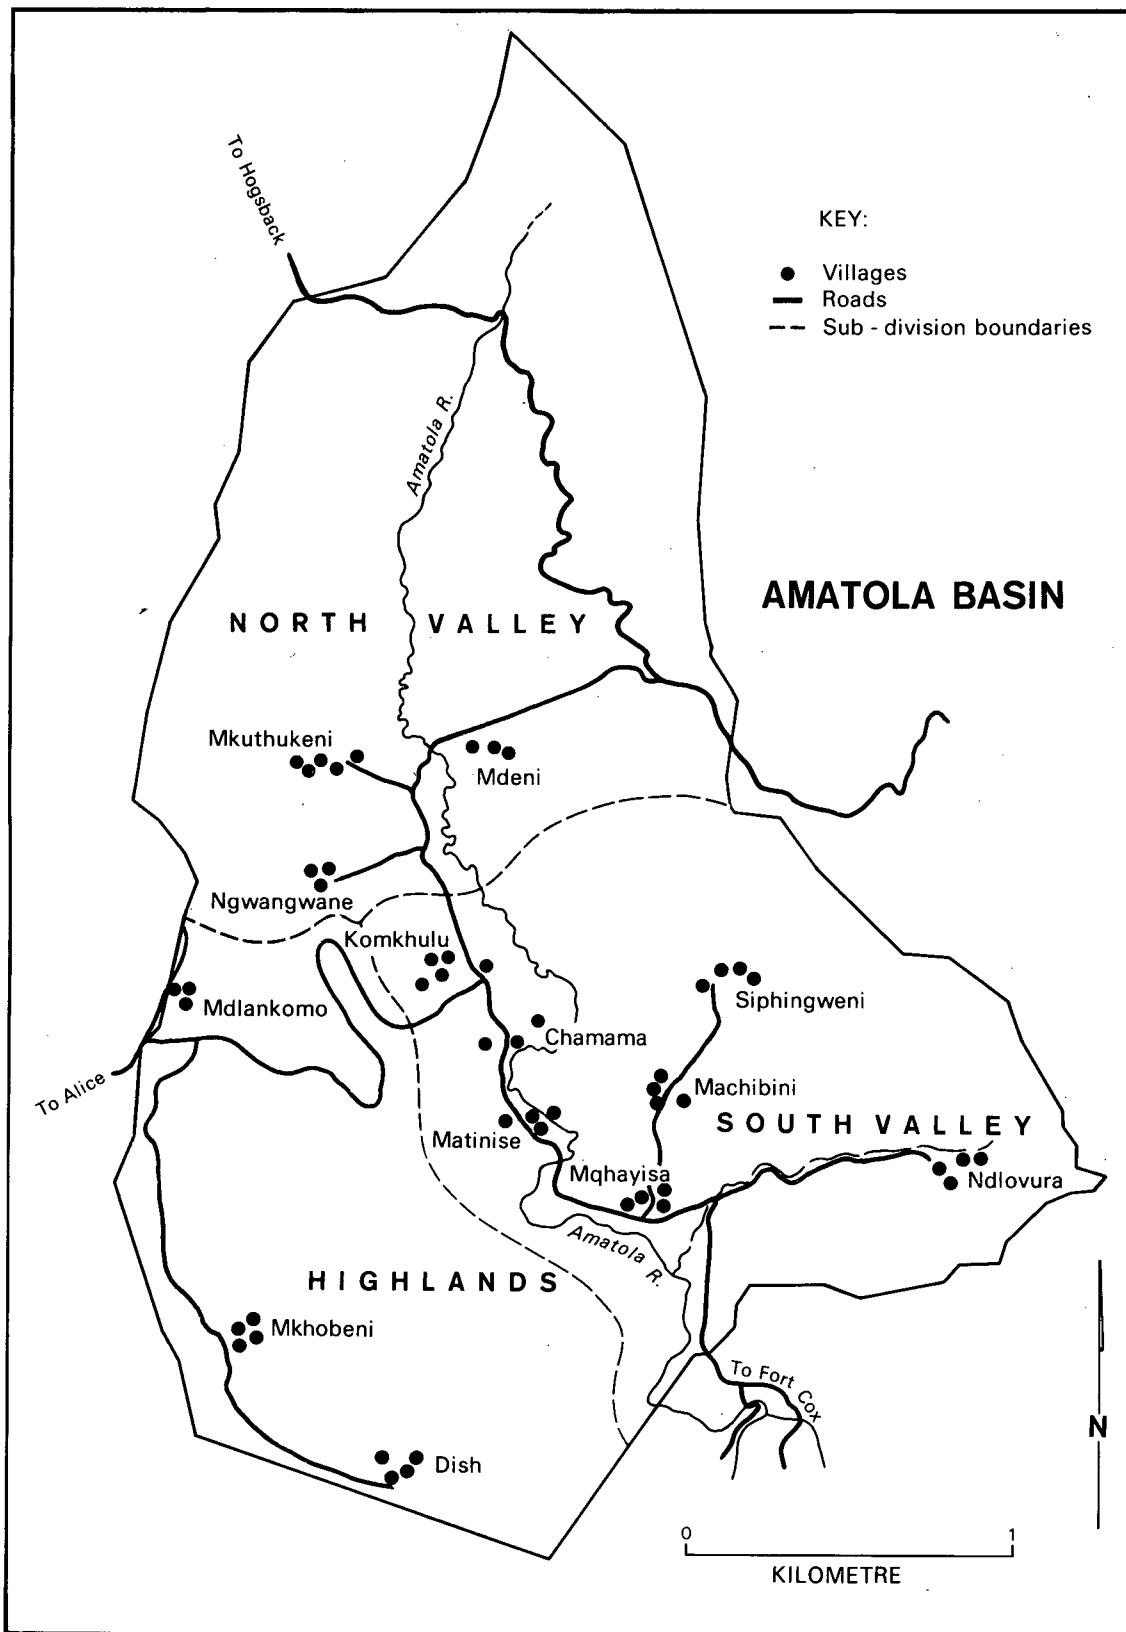 To Hogsback
KEY:
Villages
Roads
Sub - division boundaries
Amatola R.
AMATOLA BASIN
NORTH VALLEY
Mkuthukeni
Mdeni
Ngwangwane
Komkhulu
Mdlankomo
Siphingweni
Chamama
To Alice
Machibini
SOUTH VALLEY
Matinise
Mqhayisa
Ndlovura
Amatola R.
HIGHLANDS
Mkhobeni
To Fort Cox
N
Dish
0 1
KILOMETRE